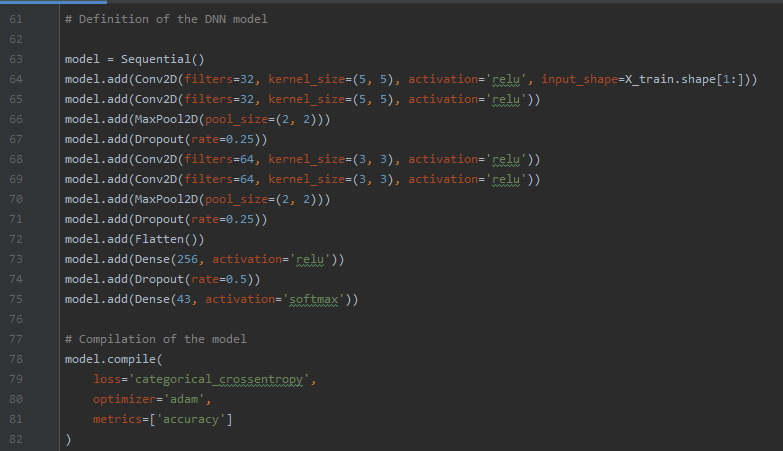 61 # Definition of the DNN model
62
63 model = Sequential()
64 model.add(Conv2D(filters=32, kernel_size=(5, 5), activation='relu', input_shape=X_train.shape[1:]))
65 model.add(Conv2D(filters=32, kernel_size=(5, 5), activation='relu'))
66 model.add(MaxPool2D(pool_size=(2, 2)))
67 model.add(Dropout(rate=0.25))
68 model.add(Conv2D(filters=64, kernel_size=(3, 3), activation='relu'))
69 model.add(Conv2D(filters=64, kernel_size=(3, 3), activation='relu'))
70 model.add(MaxPool2D(pool_size=(2, 2)))
71 model.add(Dropout(rate=0.25))
72 model.add(Flatten())
73 model.add(Dense(256, activation='relu'))
74 model.add(Dropout(rate=0.5))
75 model.add(Dense(43, activation='softmax'))
76
77 # Compilation of the model
78 model.compile(
79     loss='categorical_crossentropy',
80     optimizer='adam',
81     metrics=['accuracy']
82 )